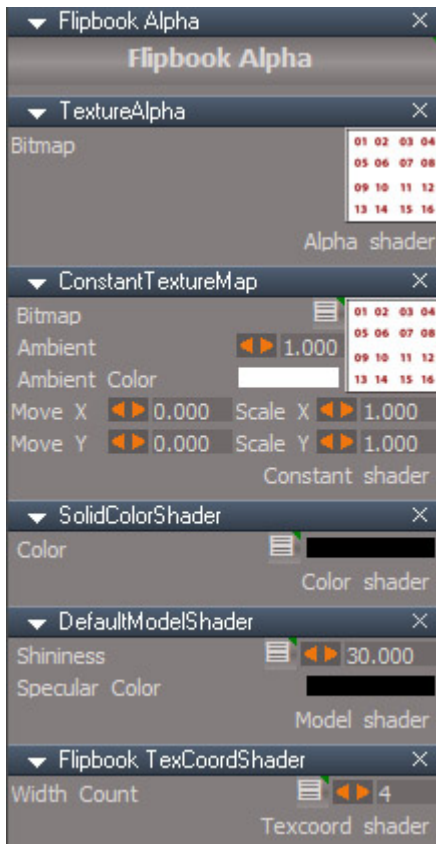 Flipbook Alpha
Flipbook Alpha
TextureAlpha
Bitmap
01 02 03 04
05 06 07 08
09 10 11 12
13 14 15 16
Alpha shader
ConstantTextureMap
Bitmap
01 02 03 04
05 06 07 08
09 10 11 12
13 14 15 16
Ambient 1.000
Ambient Color
Move X 0.000 Scale X 1.000
Move Y 0.000 Scale Y 1.000
Constant shader
SolidColorShader
Color
Color shader
DefaultModelShader
Shininess 30.000
Specular Color
Model shader
Flipbook TexCoordShader
Width Count 4
Texcoord shader